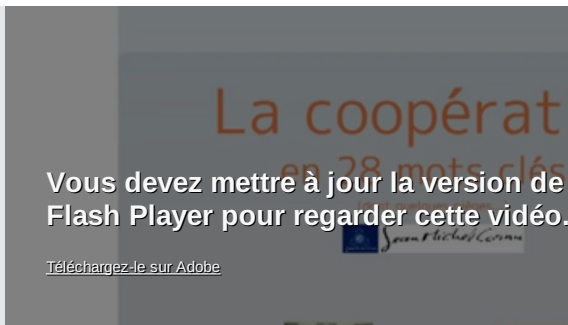 La coopérat
en 28 mots clés
Vous devez mettre à jour la version de
Flash Player pour regarder cette vidéo.
Téléchargez-le sur Adobe